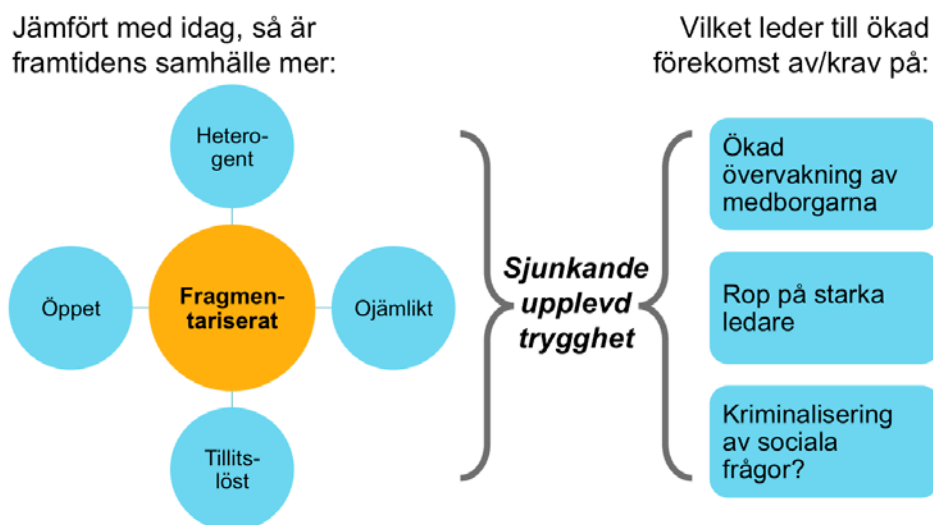 Jämfört med idag, så är
framtidens samhälle mer:
Hetero-
gent
Öppet
Fragmen-
tariserat
Ojämlikt
Tillits-
löst
Sjunkande
upplevd
trygghet
Vilket leder till ökad
förekomst av/krav på:
Ökad
övervakning av
medborgarna
Rop på starka
ledare
Kriminalisering
av sociala
frågor?